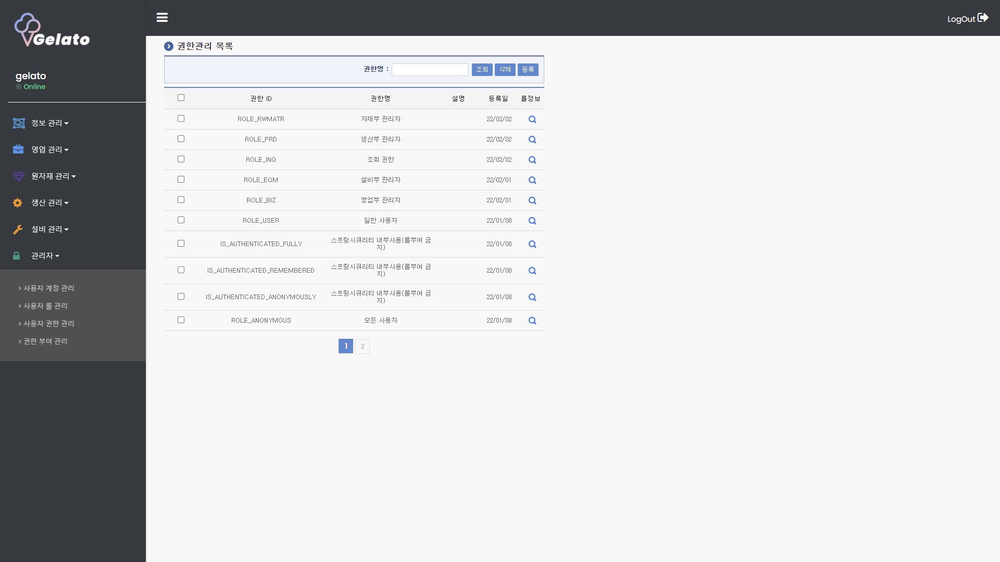 Gelato
LogOut
gelato
Online
정보 관리
영업 관리
원자재 관리
생산 관리
설비 관리
관리자
> 사용자 계정 관리
> 사용자 롤 관리
> 사용자 권한 관리
> 권한 부여 관리
권한관리 목록
권한명 : 조회 삭제 등록
권한 ID 권한명 설명 등록일 롤정보
ROLE_RWMATR 자재부 관리자 22/02/02
ROLE_PRD 생산부 관리자 22/02/02
ROLE_INQ 조회 권한 22/02/02
ROLE_EQM 설비부 관리자 22/02/01
ROLE_BIZ 영업부 관리자 22/02/01
ROLE_USER 일반 사용자 22/01/08
IS_AUTHENTICATED_FULLY 스프링시큐리티 내부사용(롤부여 금
지) 22/01/08
IS_AUTHENTICATED_REMEMBERED 스프링시큐리티 내부사용(롤부여 금
지) 22/01/08
IS_AUTHENTICATED_ANONYMOUSLY 스프링시큐리티 내부사용(롤부여 금
지) 22/01/08
ROLE_ANONYMOUS 모든 사용자 22/01/08
1 2